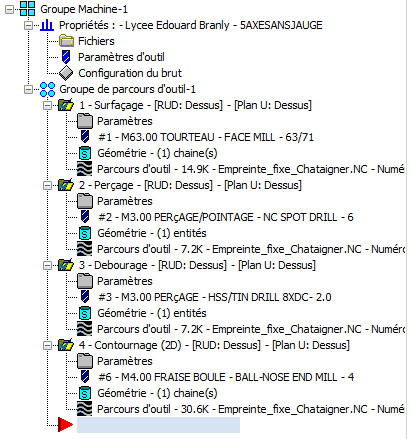 Groupe Machine-1
Propriétés : - Lycee Edouard Branly - 5AXESANSJAUGE
Fichiers
Paramètres d'outil
Configuration du brut
Groupe de parcours d'outil-1
1 - Surfaçage - [RUD: Dessus] - [Plan U: Dessus]
Paramètres
#1 - M63.00 TOURTEAU - FACE MILL - 63/71
Géométrie - (1) chaine(s)
Parcours d'outil - 14.9K - Empreinte_fixe_Chataigner.NC - Numéro
2 - Perçage - [RUD: Dessus] - [Plan U: Dessus]
Paramètres
#2 - M3.00 PERçAGE/POINTAGE - NC SPOT DRILL - 6
Géométrie - (1) entités
Parcours d'outil - 7.2K - Empreinte_fixe_Chataigner.NC - Numéro
3 - Debourage - [RUD: Dessus] - [Plan U: Dessus]
Paramètres
#3 - M3.00 PERçAGE - HSS/TIN DRILL 8XDC- 2.0
Géométrie - (1) entités
Parcours d'outil - 7.2K - Empreinte_fixe_Chataigner.NC - Numéro
4 - Contournage (2D) - [RUD: Dessus] - [Plan U: Dessus]
Paramètres
#6 - M4.00 FRAISE BOULE - BALL-NOSE END MILL - 4
Géométrie - (1) chaine(s)
Parcours d'outil - 30.6K - Empreinte_fixe_Chataigner.NC - Numéro